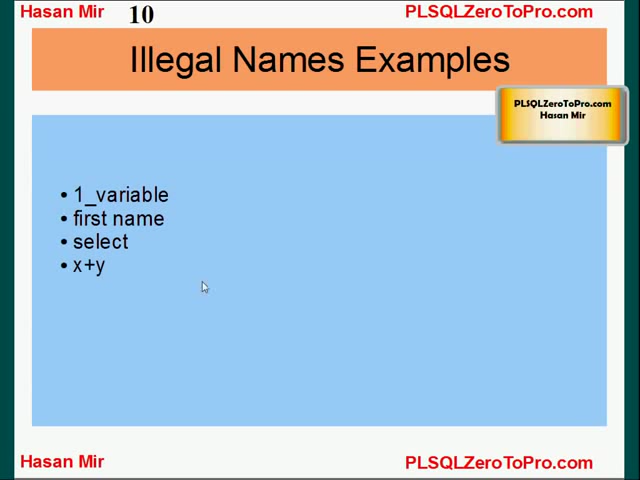 Hasan Mir 10 PLSQLZeroToPro.com
Illegal Names Examples
PLSQLZeroToPro.com
Hasan Mir
• 1_variable
• first name
• select
• x+y
Hasan Mir PLSQLZeroToPro.com